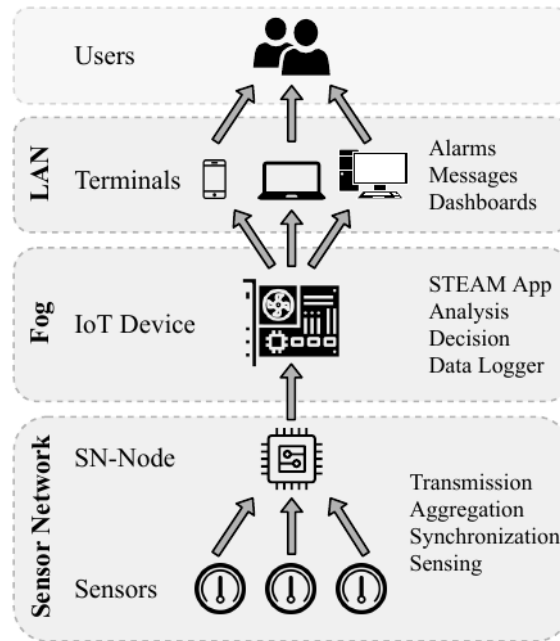 Users
LAN
Terminals
Alarms
Messages
Dashboards
Fog
IoT Device
STEAM App
Analysis
Decision
Data Logger
Sensor Network
SN-Node
Transmission
Aggregation
Synchronization
Sensing
Sensors